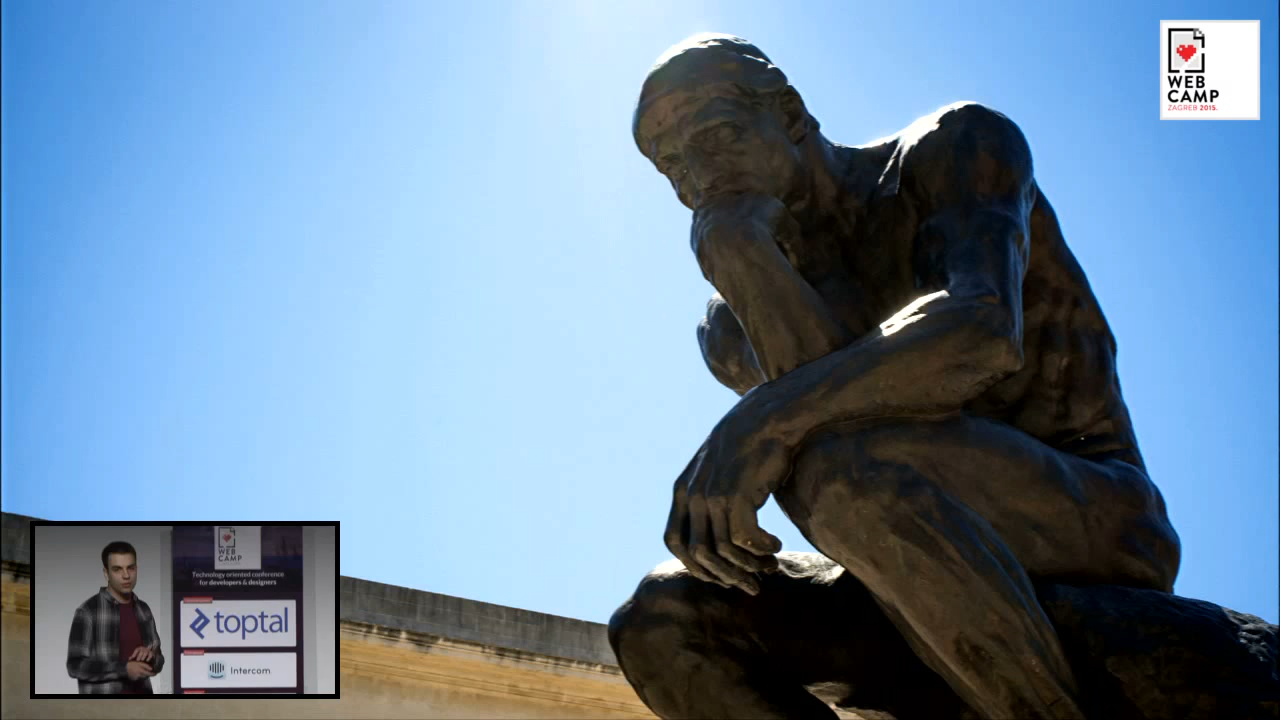 WEB
CAMP
ZAGREB 2015.
WEB
CAMP
Technology oriented conference
for developers & designers
toptal
Intercom